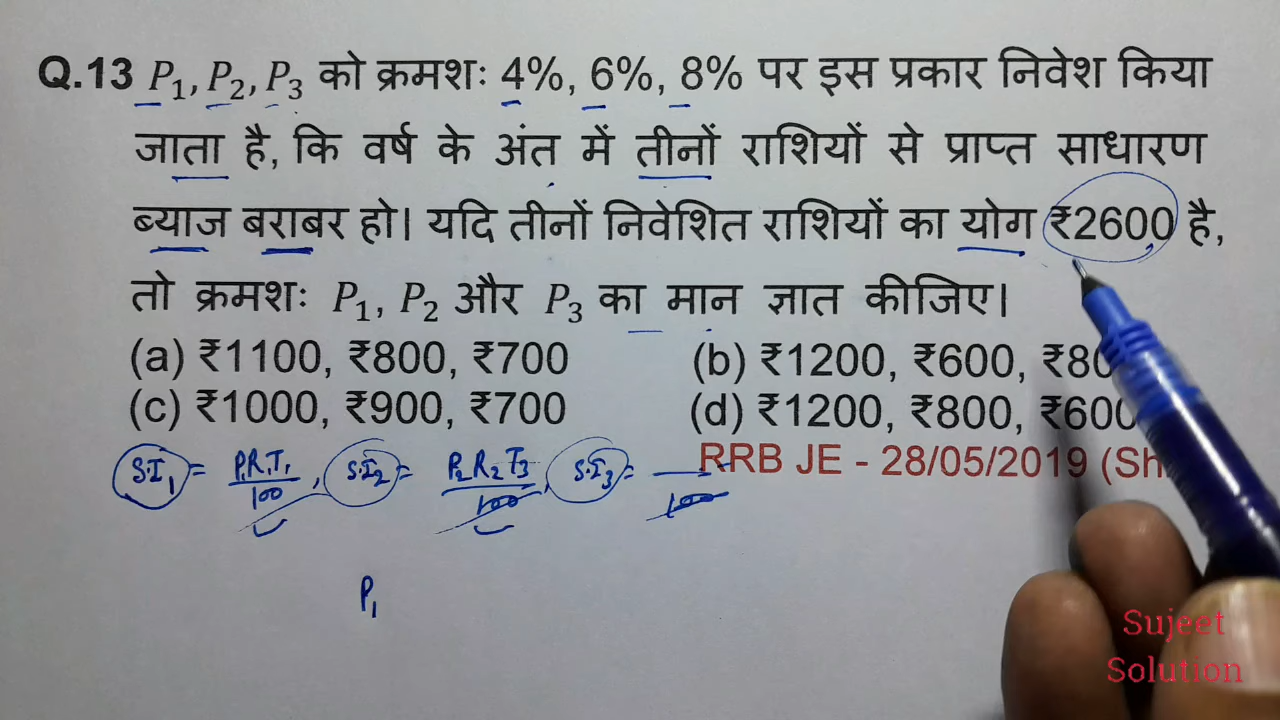 Q.13 P₁, P₂, P₃ को क्रमशः 4%, 6%, 8% पर इस प्रकार निवेश किया
जाता है, कि वर्ष के अंत में तीनों राशियों से प्राप्त साधारण
ब्याज बराबर हो। यदि तीनों निवेशित राशियों का योग ₹2600 है,
तो क्रमशः P₁, P₂ और P₃ का मान ज्ञात कीजिए।
(a) ₹1100, ₹800, ₹700 (b) ₹1200, ₹600,
(c) ₹1000, ₹900, ₹700 (d) ₹1200, ₹800, ₹600
RRB JE - 28/05/2019
S.I₁ = P₁R₁T₁/100, S.I₂ = P₂R₂T₃/100, S.I₃ = /100
P₁
Sujeet
Solution